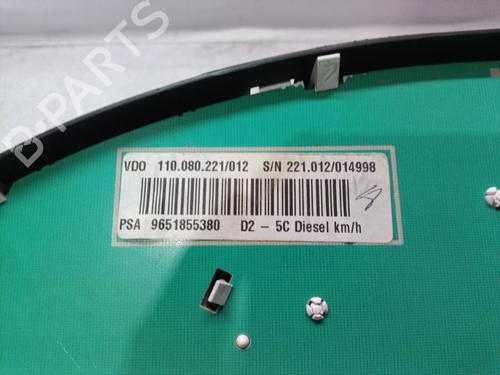 B-PARTS
VDO 110.080.221/012 S/N 221.012/014998
PSA 9651855380 D2 - 5C Diesel km/h